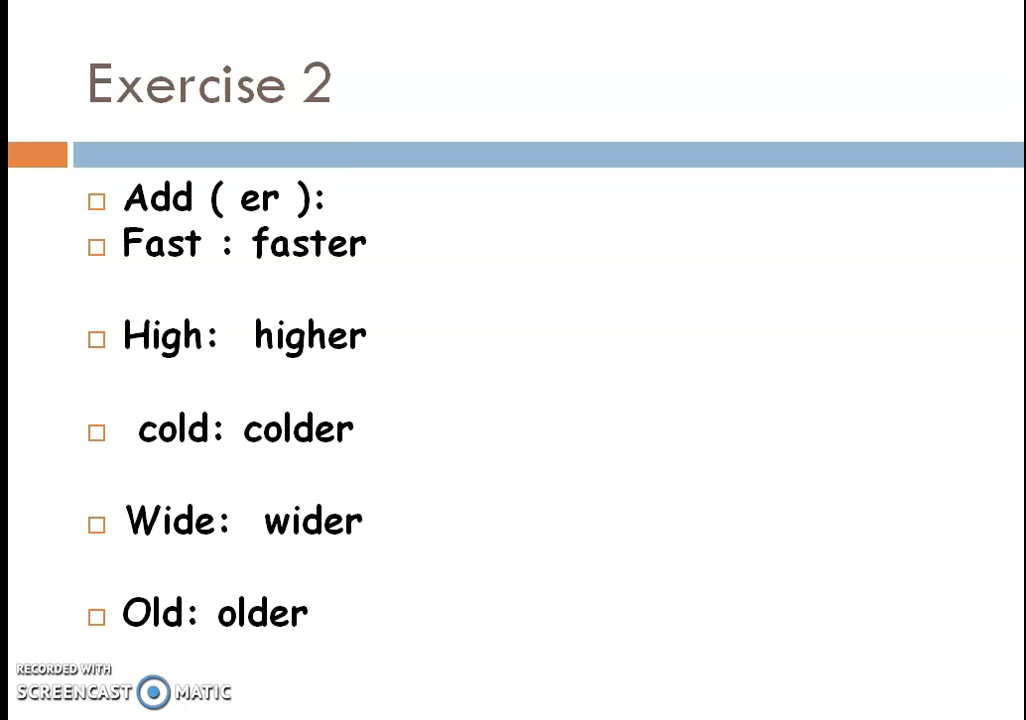 Exercise 2
Add ( er ):
Fast : faster
High: higher
cold: colder
Wide: wider
Old: older
RECORDED WITH
SCREENCAST MATIC